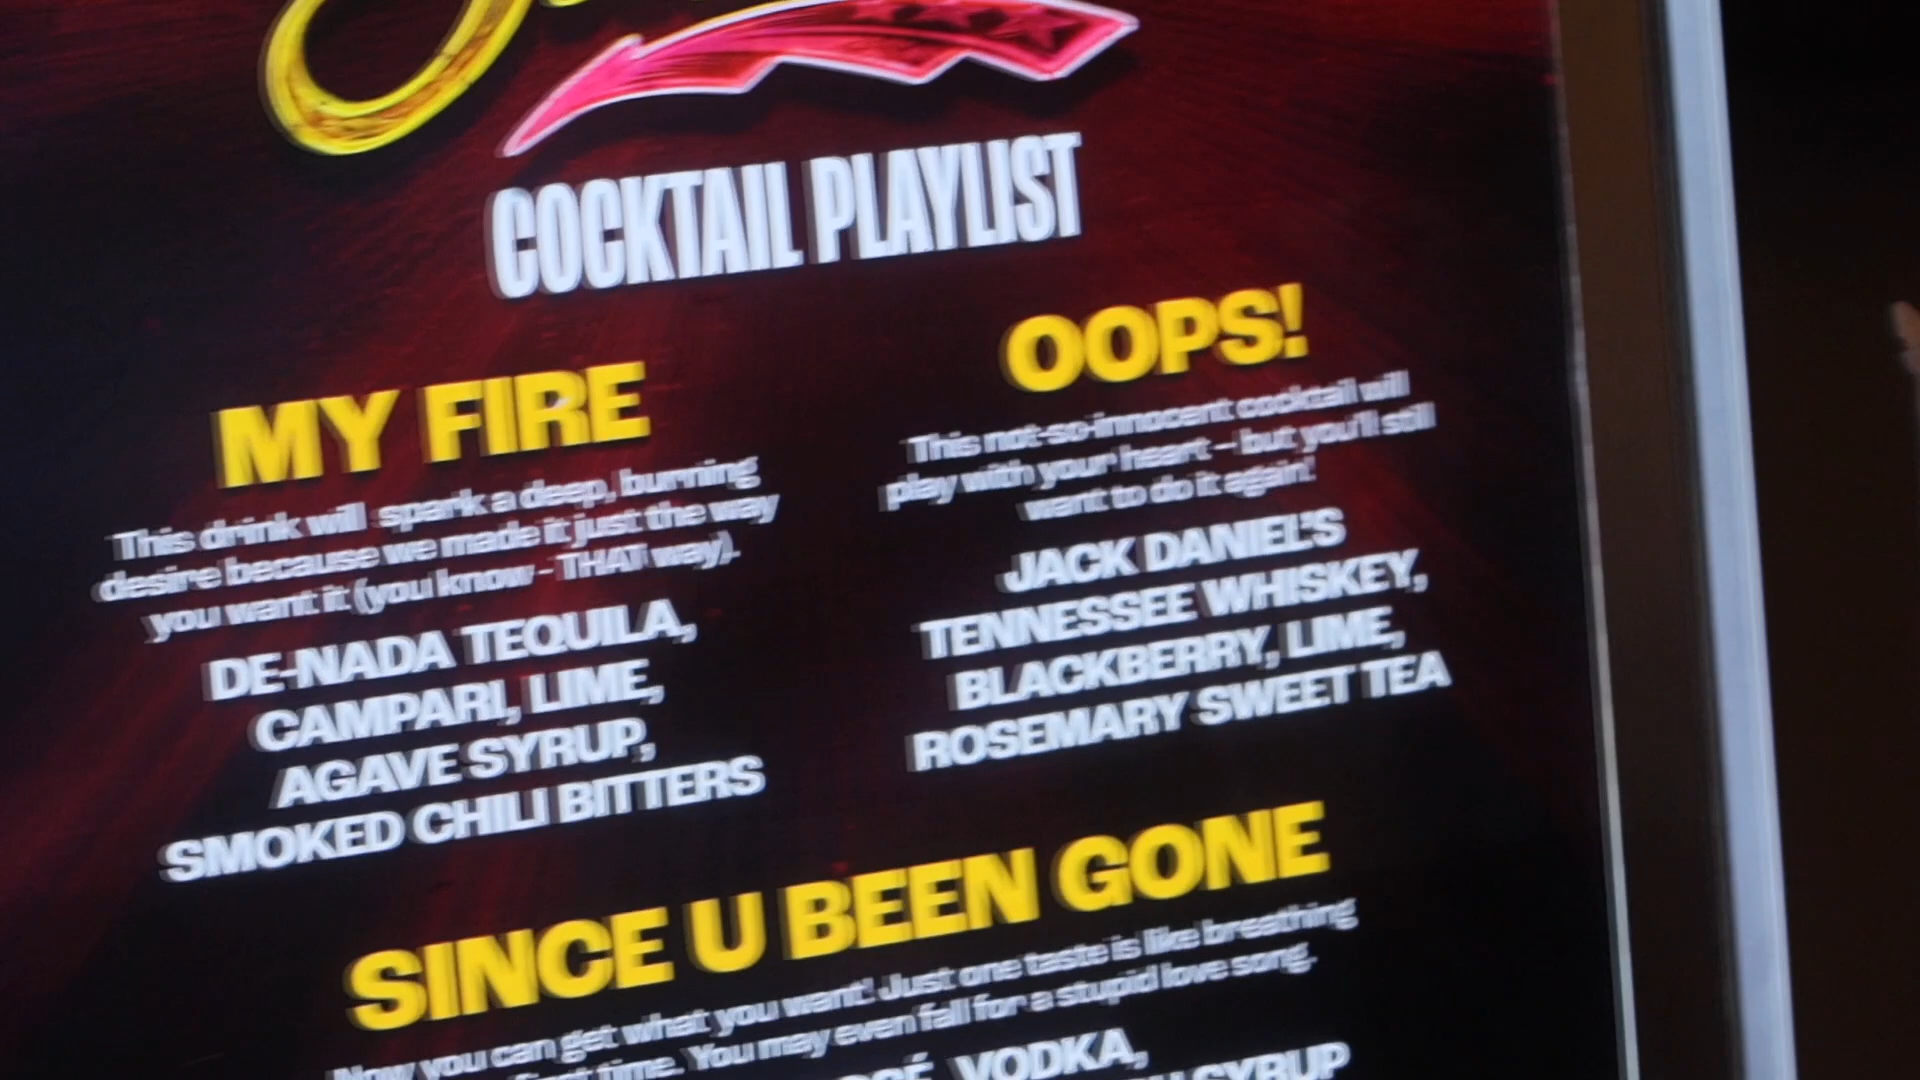 COCKTAIL PLAYLIST
MY FIRE
This drink will spark a deep, burning
desire because we made it just the way
you want it (you know - THAT way).
DE-NADA TEQUILA,
CAMPARI, LIME,
AGAVE SYRUP,
SMOKED CHILI BITTERS
OOPS!
This not-so-innocent cocktail will
play with your heart – but you'll still
want to do it again!
JACK DANIEL'S
TENNESSEE WHISKEY,
BLACKBERRY, LIME,
ROSEMARY SWEET TEA
SINCE U BEEN GONE
Now you can get what you want! Just one taste is like breathing
time. You may even fall for a stupid love song.
VODKA,
SYRUP